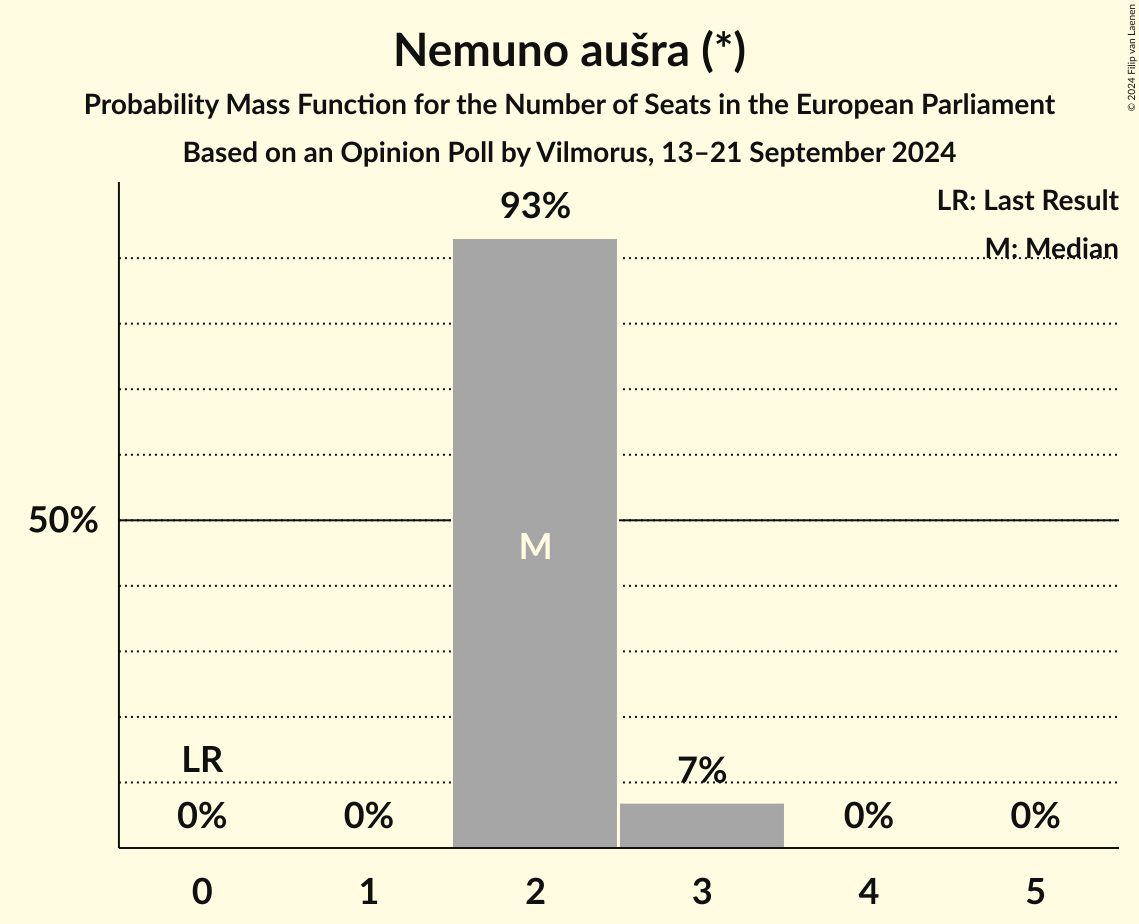 Nemuno aušra (*)
Probability Mass Function for the Number of Seats in the European Parliament
Based on an Opinion Poll by Vilmorus, 13–21 September 2024
© 2024 Filip van Laenen
LR: Last Result
M: Median
93%
50%
M
LR
7%
0%
0%
0%
0%
0
1
2
3
4
5